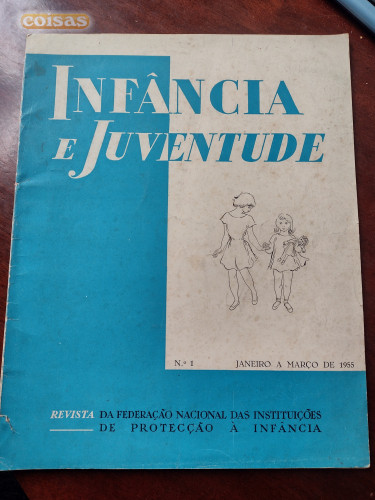 coisas
INFÂNCIA
E JUVENTUDE
N.º 1 JANEIRO A MARÇO DE 1955
REVISTA DA FEDERAÇÃO NACIONAL DAS INSTITUIÇÕES
DE PROTECÇÃO À INFÂNCIA